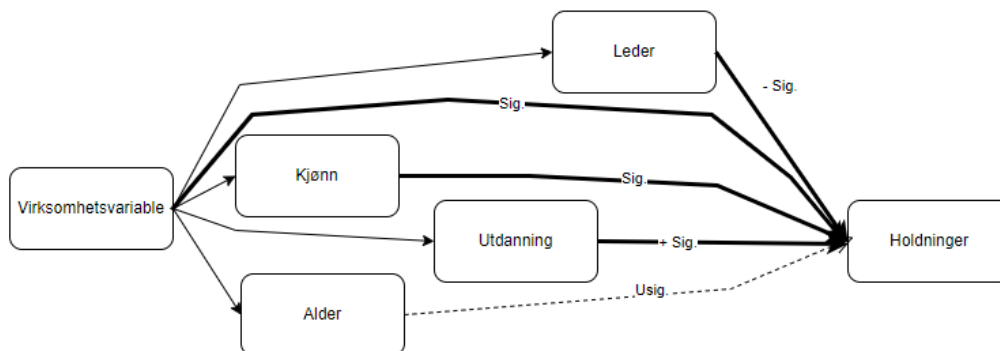 Leder
- Sig.
Sig.
Kjønn
Sig.
Virksomhetsvariable
Utdanning
+ Sig.
Holdninger
Usig.
Alder